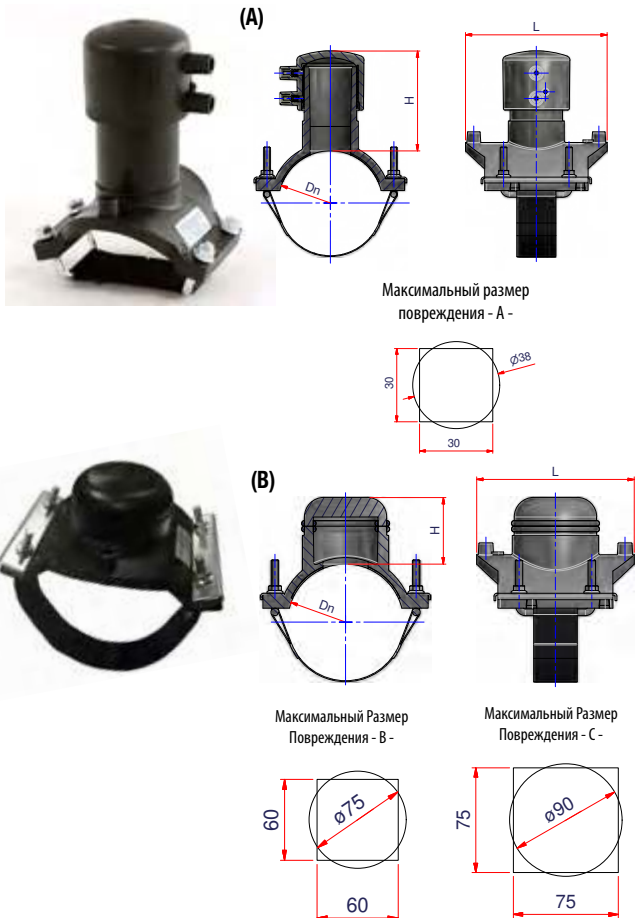 (A)
L
H
Dn
Максимальный размер
повреждения - А -
Ø38
30
30
(B)
L
H
Dn
Максимальный Размер
Повреждения - В -
Максимальный Размер
Повреждения - С -
60
ø75
60
75
ø90
75